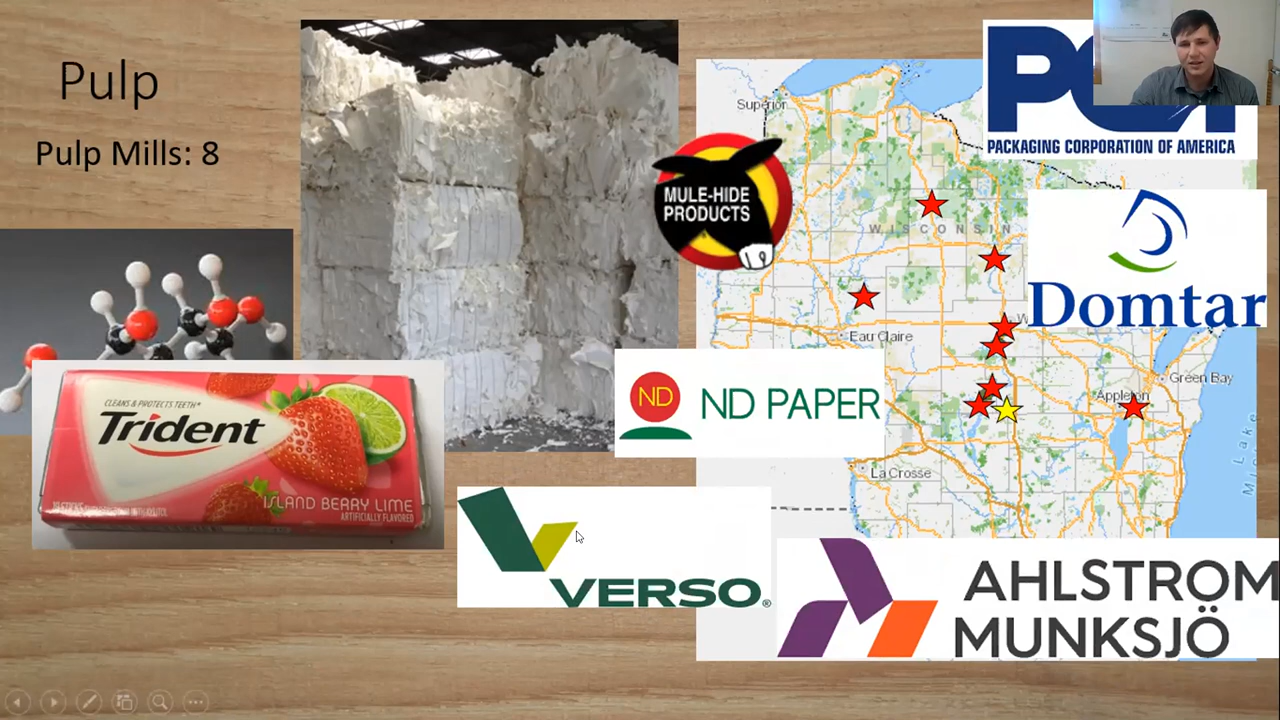 Pulp
Pulp Mills: 8
CLEANS & PROTECTS TEETH*
Trident
ISLAND BERRY LIME
ARTIFICIALLY FLAVORED
MULE-HIDE
PRODUCTS
ND
ND PAPER
VERSO®
Superior
WISCONSIN
Eau Claire
La Crosse
Appleton
Green Bay
Lake
PACKAGING CORPORATION OF AMERICA
Domtar
AHLSTROM
MUNKSJÖ